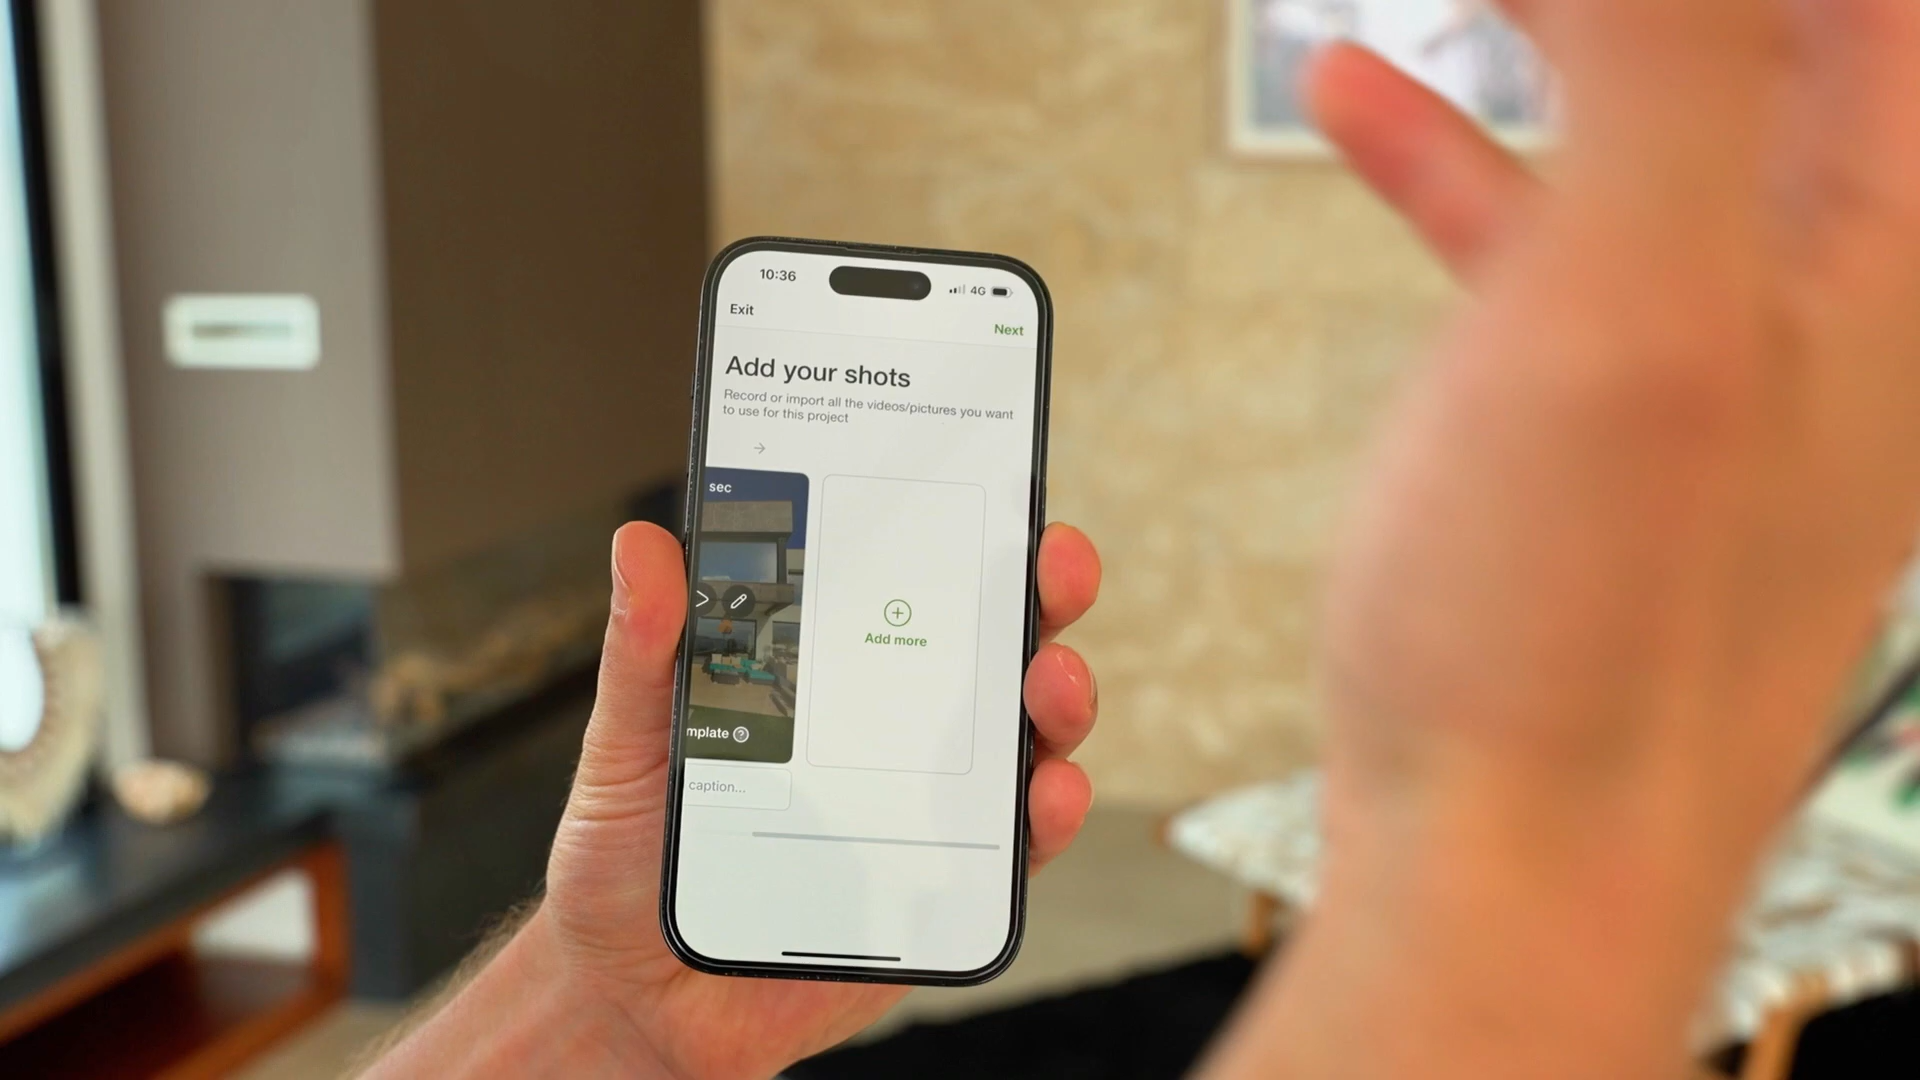 10:36
4G
Exit
Next
Add your shots
Record or import all the videos/pictures you want
to use for this project
sec
Add more
mplate ?
caption...